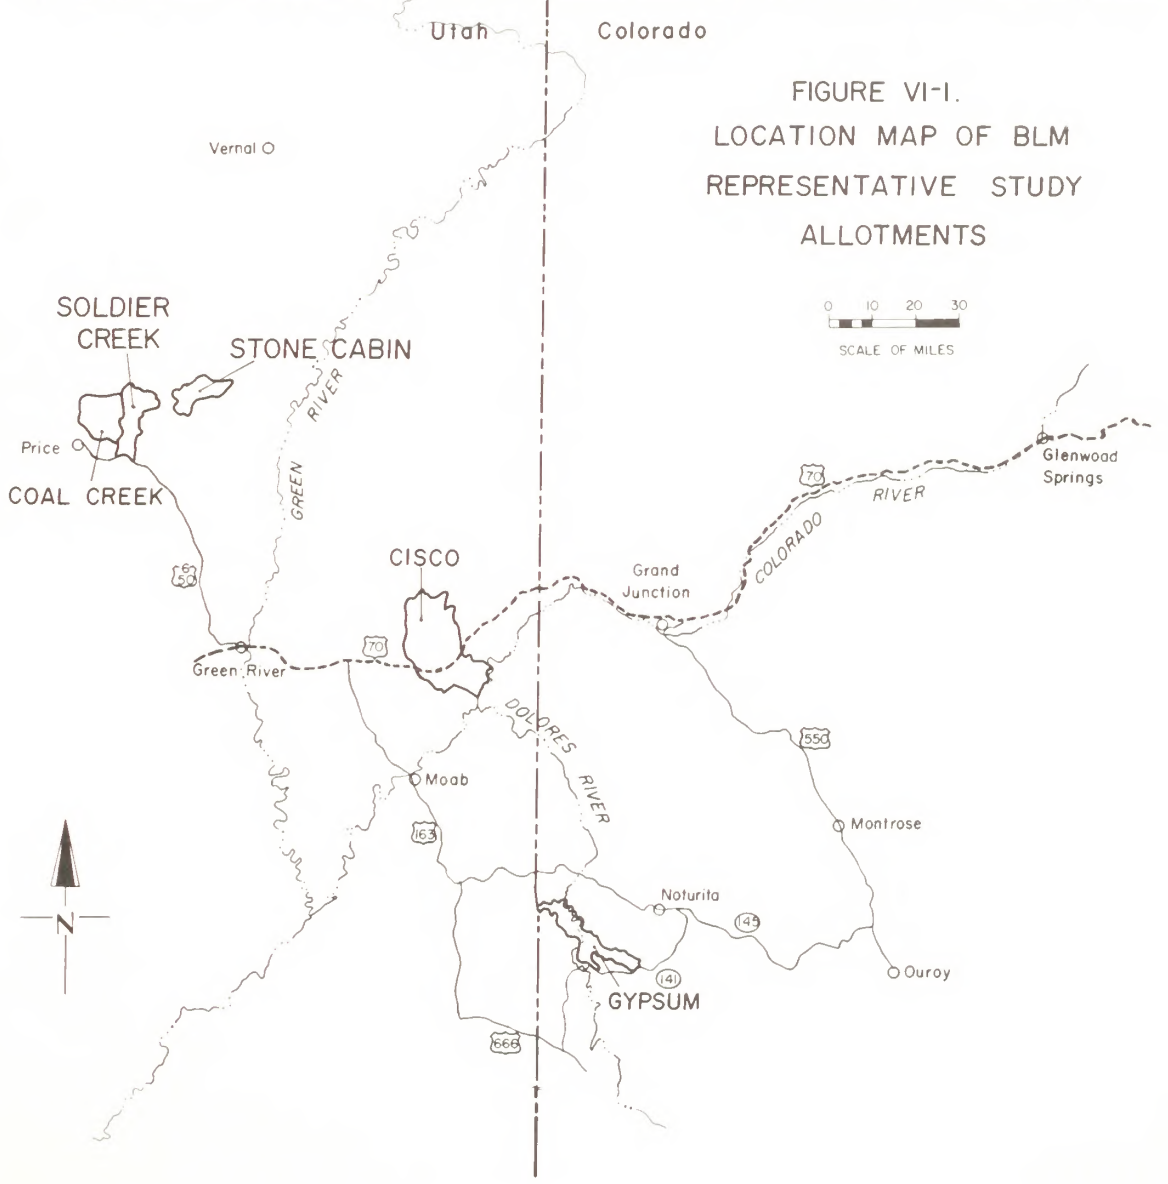 Utah
Colorado
FIGURE VI-I.
LOCATION MAP OF BLM
REPRESENTATIVE STUDY
ALLOTMENTS
0 10 20 30
SCALE OF MILES
Vernal
SOLDIER
CREEK
STONE CABIN
Price
COAL CREEK
GREEN RIVER
6
50
CISCO
70
Green River
Grand
Junction
70
COLORADO RIVER
Glenwood
Springs
DOLORES RIVER
Moab
163
550
Montrose
Noturita
145
Ouray
141
GYPSUM
666
N